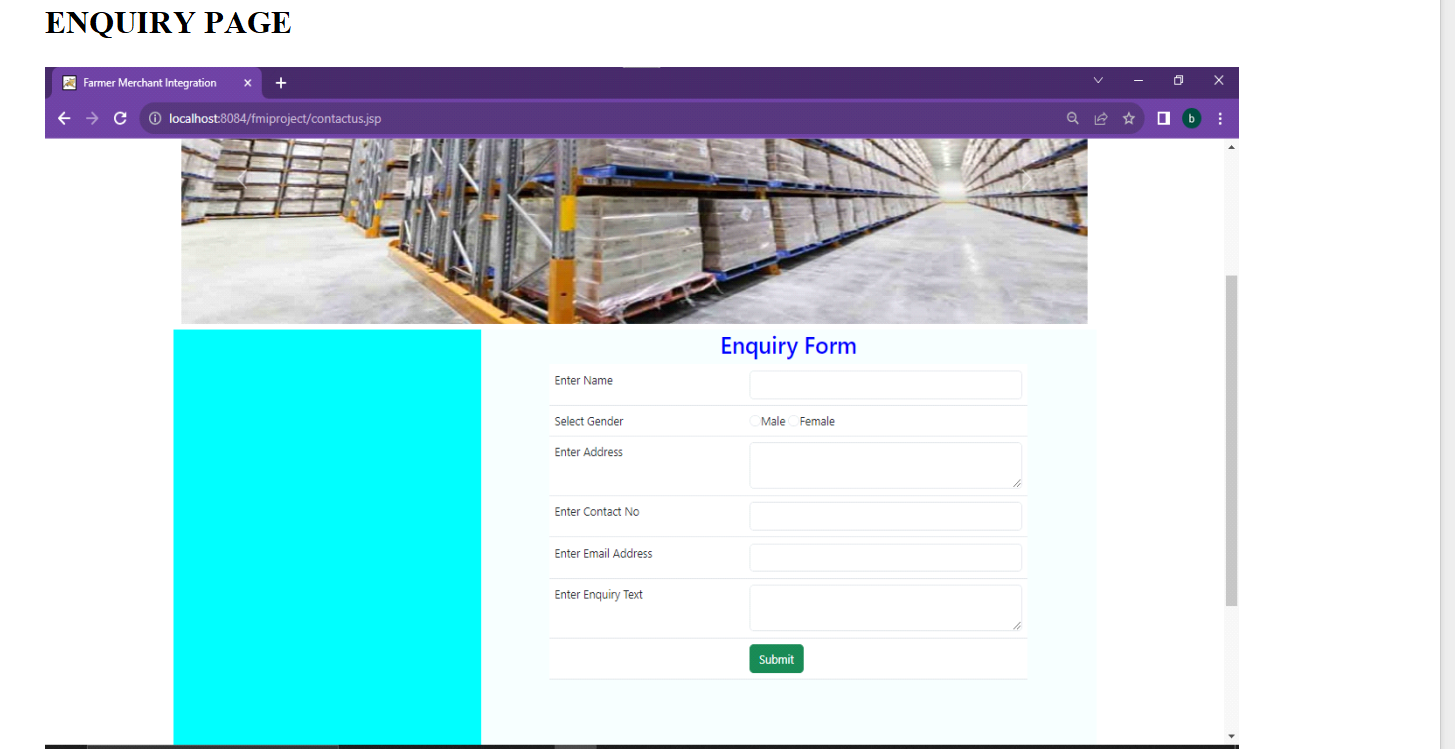 ENQUIRY PAGE
Farmer Merchant Integration
localhost:8084/fmiproject/contactus.jsp
b
Enquiry Form
Enter Name
Select Gender
Male Female
Enter Address
Enter Contact No
Enter Email Address
Enter Enquiry Text
Submit